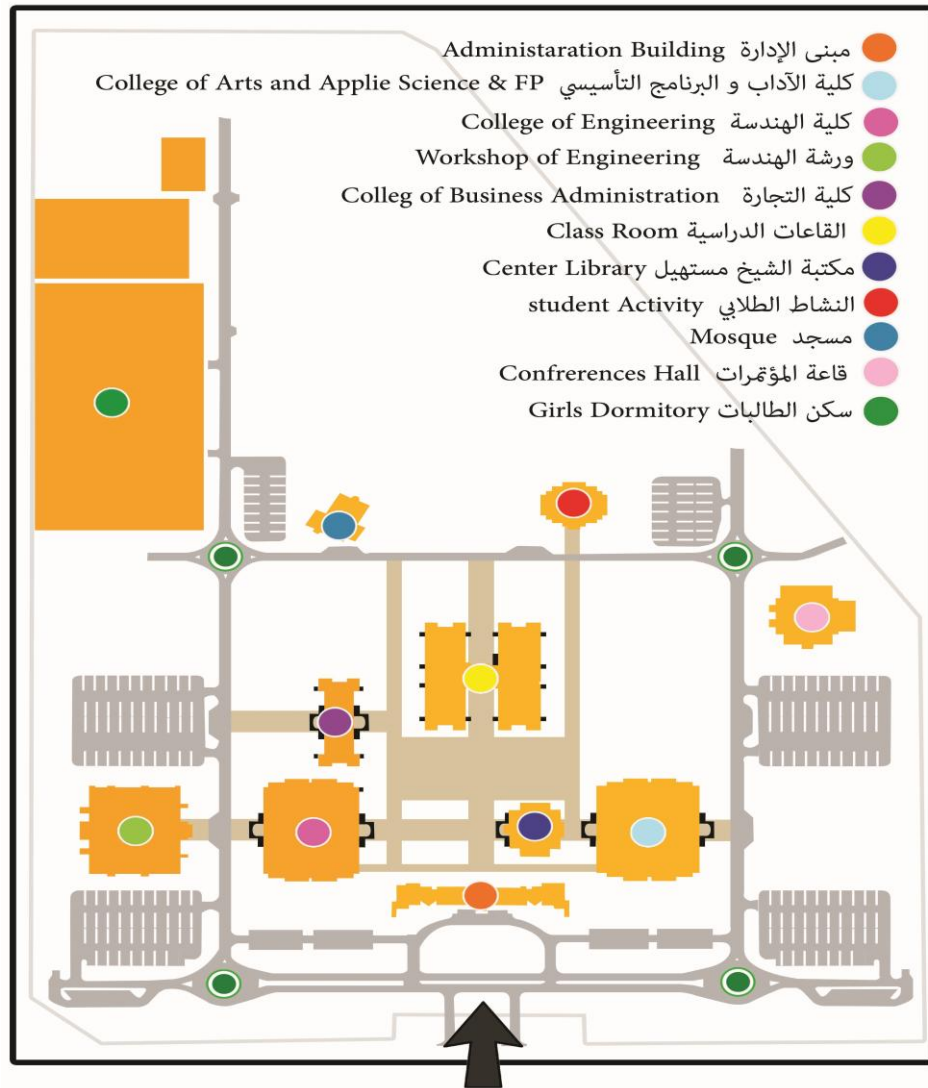 Administaration Building مبنى الإدارة
College of Arts and Applie Science & FP كلية الآداب و البرنامج التأسيسي
College of Engineering كلية الهندسة
Workshop of Engineering ورشة الهندسة
Colleg of Business Administration كلية التجارة
Class Room القاعات الدراسية
Center Library مكتبة الشيخ مستهيل
student Activity النشاط الطلابي
Mosque مسجد
Confrerences Hall قاعة المؤتمرات
Girls Dormitory سكن الطالبات